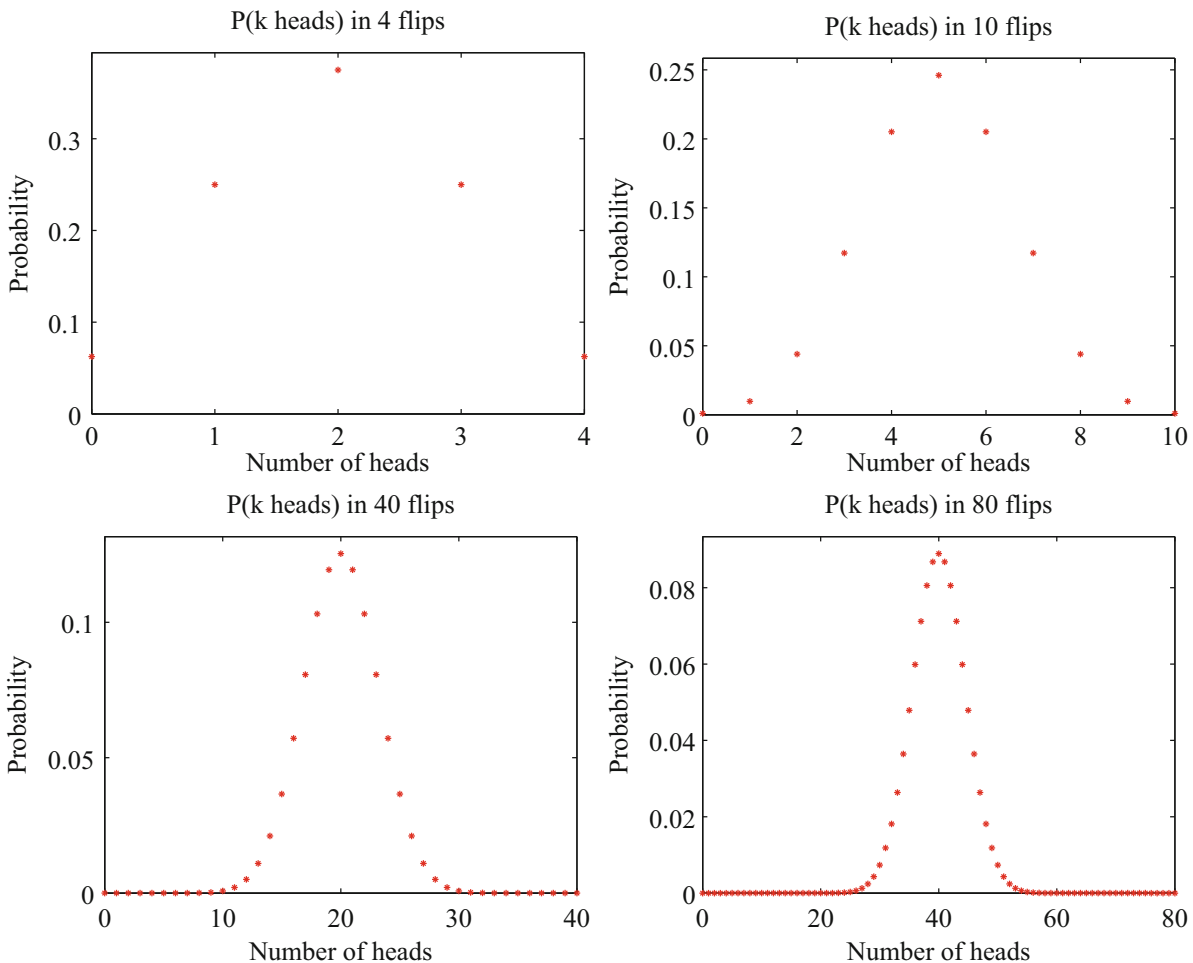 P(k heads) in 4 flips
Probability
0.3
0.2
0.1
0
0 1 2 3 4
Number of heads
P(k heads) in 10 flips
Probability
0.25
0.2
0.15
0.1
0.05
0
0 2 4 6 8 10
Number of heads
P(k heads) in 40 flips
Probability
0.1
0.05
0
0 10 20 30 40
Number of heads
P(k heads) in 80 flips
Probability
0.08
0.06
0.04
0.02
0
0 20 40 60 80
Number of heads